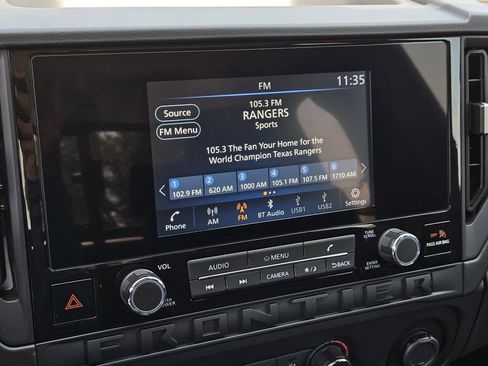 FM
11:35
Source
105.3 FM
RANGERS
Sports
FM Menu
105.3 The Fan Your Home for the
World Champion Texas Rangers
1 2 3 4 5 6
102.9 FM 620 AM 1000 AM 105.1 FM 107.5 FM 1710 AM
Phone AM FM BT Audio USB1 USB2 Settings
VOL
AUDIO MENU
CAMERA BACK
TUNE
SCROLL
ENTER
SETTING
OFF
PASS AIR BAG
PUSH
POWER
FRONTIER